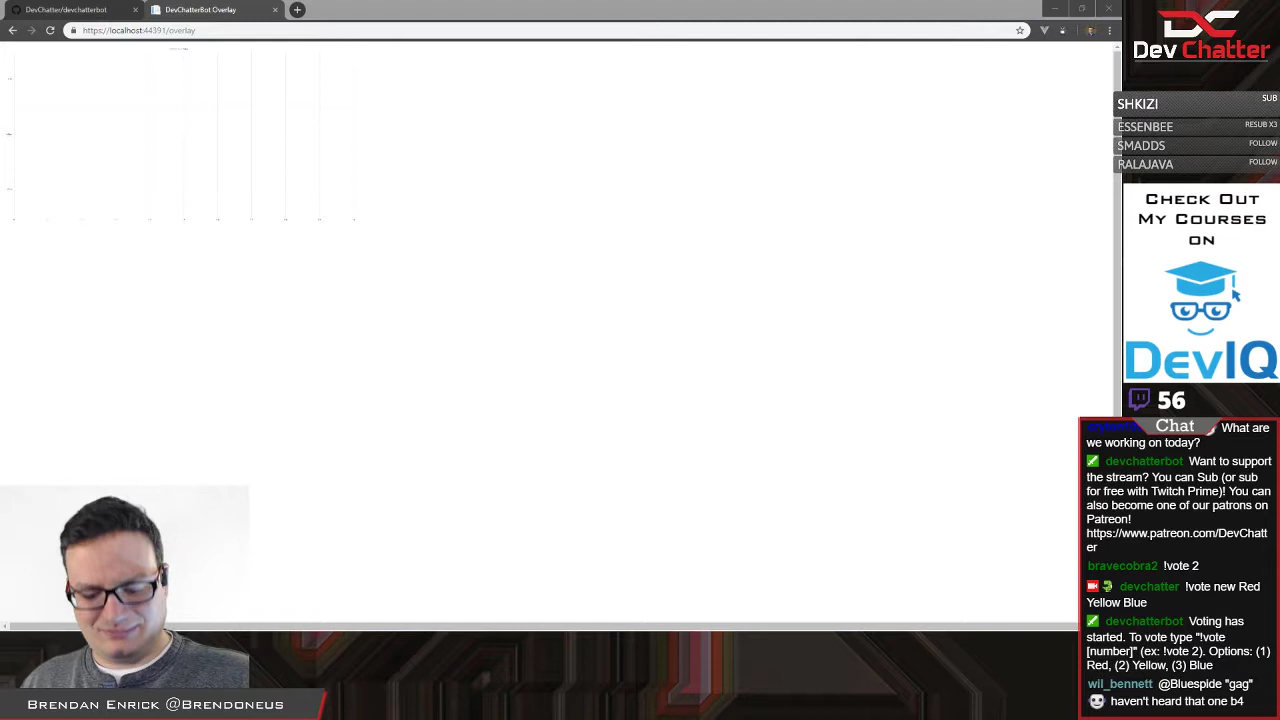 DevChatter/devchatterbot
DevChatterBot Overlay
https://localhost:44391/overlay
Dev Chatter
SHKIZI SUB
ESSENBEE RESUB X3
SMADDS FOLLOW
RALAJAVA FOLLOW
Check Out
My Courses
on
DevIQ
56
Chat
What are
we working on today?
devchatterbot Want to support
the stream? You can Sub (or sub
for free with Twitch Prime)! You can
also become one of our patrons on
Patreon!
https://www.patreon.com/DevChatt
er
bravecobra2 !vote 2
devchatter !vote new Red
Yellow Blue
devchatterbot Voting has
started. To vote type "!vote
[number]" (ex: !vote 2). Options: (1)
Red, (2) Yellow, (3) Blue
wil_bennett @Bluespide "gag"
haven't heard that one b4
Brendan Enrick @Brendoneus